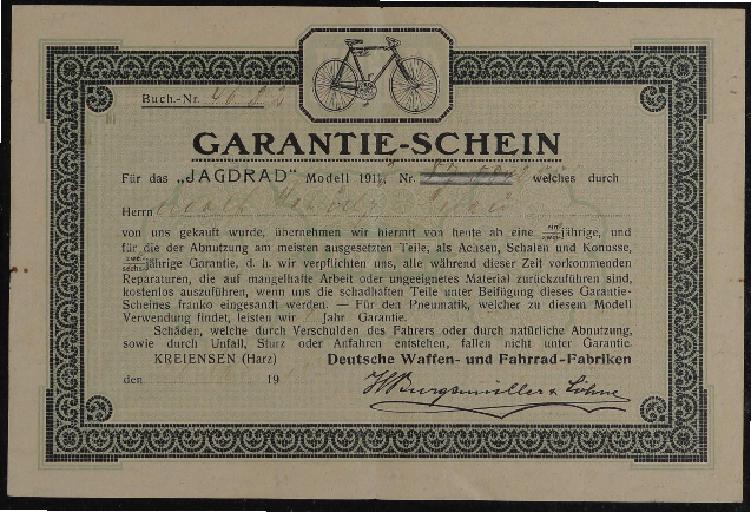 Buch.-Nr.
GARANTIE-SCHEIN
Für das „JAGDRAD“ Modell 191 Nr. welches durch
Herrn
von uns gekauft wurde, übernehmen wir hiermit von heute ab eine jährige, und
für die der Abnutzung am meisten ausgesetzten Teile, als Achsen, Schalen und Konusse,
jährige Garantie, d. h. wir verpflichten uns, alle während dieser Zeit vorkommenden
Reparaturen, die auf mangelhafte Arbeit oder ungeeignetes Material zurückzuführen sind,
kostenlos auszuführen, wenn uns die schadhaften Teile unter Beifügung dieses Garantie-
Scheines franko eingesandt werden. — Für den Pneumatik, welcher zu diesem Modell
Verwendung findet, leisten wir Jahr Garantie.
Schäden, welche durch Verschulden des Fahrers oder durch natürliche Abnutzung,
sowie durch Unfall, Sturz oder Anfahren entstehen, fallen nicht unter Garantie.
KREIENSEN (Harz) Deutsche Waffen- und Fahrrad-Fabriken
den 19
H. Burgsmüller & Söhne